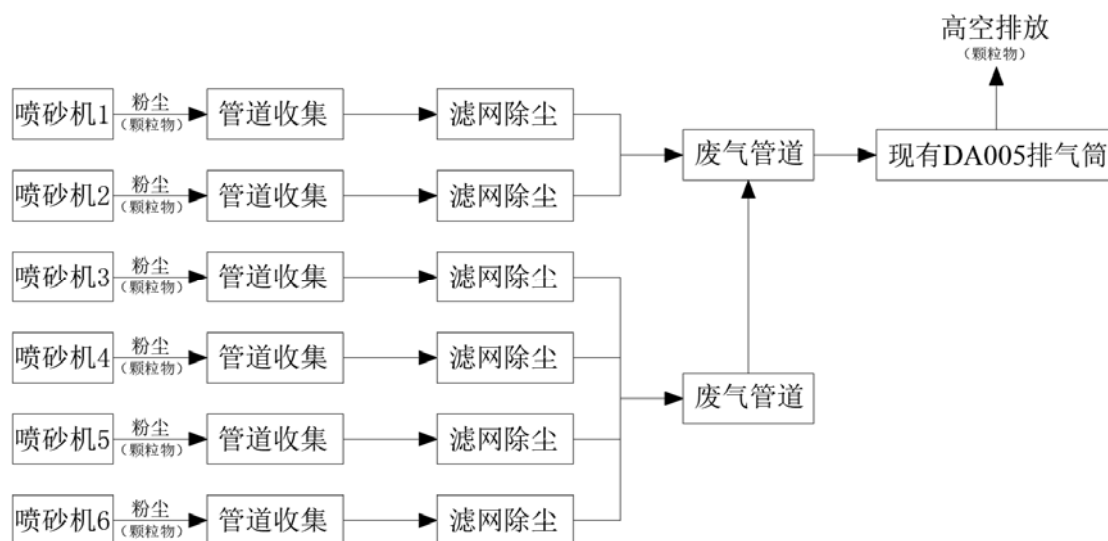 高空排放
（颗粒物）
喷砂机1
粉尘
（颗粒物）
管道收集
滤网除尘
废气管道
现有DA005排气筒
喷砂机2
粉尘
（颗粒物）
管道收集
滤网除尘
喷砂机3
粉尘
（颗粒物）
管道收集
滤网除尘
喷砂机4
粉尘
（颗粒物）
管道收集
滤网除尘
废气管道
喷砂机5
粉尘
（颗粒物）
管道收集
滤网除尘
喷砂机6
粉尘
（颗粒物）
管道收集
滤网除尘